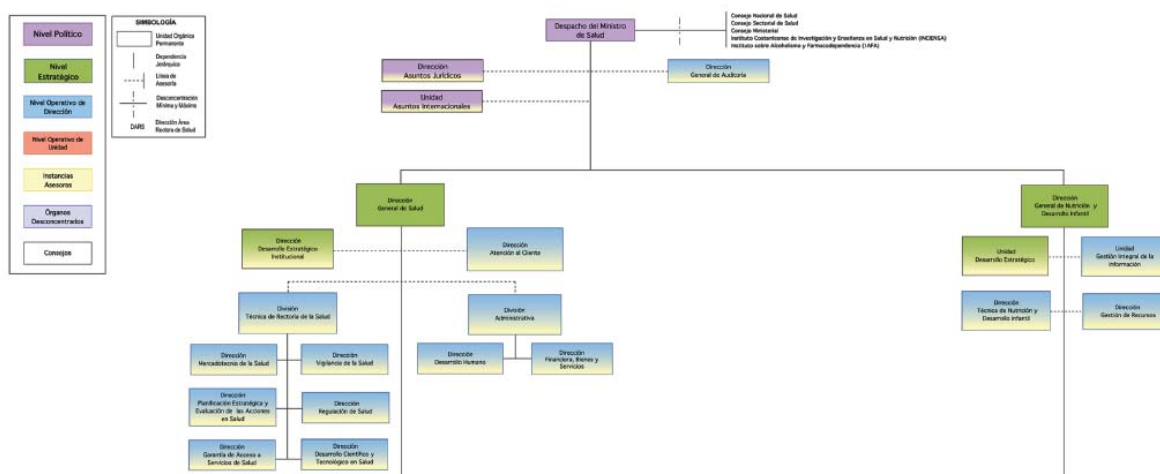 Nivel Político
Nivel
Estratégico
Nivel Operativo de
Dirección
Nivel Operativo de
Unidad
Instancias
Asesoras
Órganos
Desconcentrados
Consejos
SIMBOLOGÍA
Unidad Orgánica
Permanente
Dependencia
Jerárquica
Línea de
Asesoría
Desconcentración
Mínima y Máxima
DARS
Dirección Área
Rectora de Salud
Despacho del Ministro
de Salud
Consejo Nacional de Salud
Consejo Sectorial de Salud
Consejo Ministerial
Instituto Costarricense de Investigación y Enseñanza en Salud y Nutrición (INCIENSA)
Instituto sobre Alcoholismo y Farmacodependencia (IAFA)
Dirección
Asuntos Jurídicos
Dirección
General de Auditoría
Unidad
Asuntos Internacionales
Dirección
General de Salud
Dirección
General de Nutrición y
Desarrollo Infantil
Dirección
Desarrollo Estratégico
Institucional
Dirección
Atención al Cliente
Unidad
Desarrollo Estratégico
Unidad
Gestión Integral de la
Información
División
Técnica de Rectoría de la Salud
División
Administrativa
Dirección
Técnica de Nutrición y
Desarrollo Infantil
Dirección
Gestión de Recursos
Dirección
Mercadotecnia de la Salud
Dirección
Vigilancia de la Salud
Dirección
Desarrollo Humano
Dirección
Financiera, Bienes y
Servicios
Dirección
Planificación Estratégica y
Evaluación de las Acciones
en Salud
Dirección
Regulación de Salud
Dirección
Garantía de Acceso a
Servicios de Salud
Dirección
Desarrollo Científico y
Tecnológico en Salud